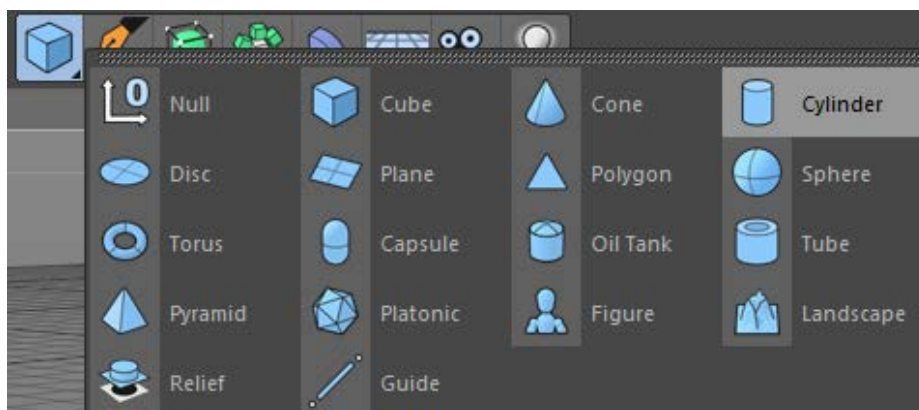 Null Cube Cone Cylinder
Disc Plane Polygon Sphere
Torus Capsule Oil Tank Tube
Pyramid Platonic Figure Landscape
Relief Guide